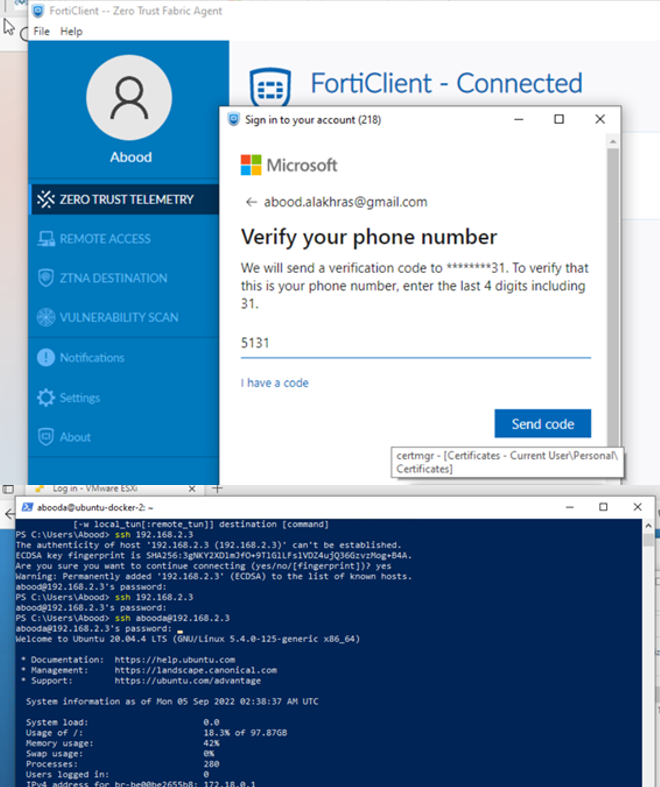 FortiClient -- Zero Trust Fabric Agent
File Help
FortiClient - Connected
Abood
ZERO TRUST TELEMETRY
REMOTE ACCESS
ZTNA DESTINATION
VULNERABILITY SCAN
Notifications
Settings
About
Sign in to your account (218)
Microsoft
abood.alakhras@gmail.com
Verify your phone number
We will send a verification code to ********31. To verify that
this is your phone number, enter the last 4 digits including
31.
5131
I have a code
Send code
certmgr - [Certificates - Current User\Personal\
Certificates]
Log in - VMware ESXi
abooda@ubuntu-docker-2: ~
[-w local_tun[:remote_tun]] destination [command]
PS C:\Users\Abood> ssh 192.168.2.3
The authenticity of host '192.168.2.3 (192.168.2.3)' can't be established.
ECDSA key fingerprint is SHA256:3gNKY2XDlmJfO+9TlGlLFslVDZ4ujQ36GzvzMog+B4A.
Are you sure you want to continue connecting (yes/no/[fingerprint])? yes
Warning: Permanently added '192.168.2.3' (ECDSA) to the list of known hosts.
abood@192.168.2.3's password:
PS C:\Users\Abood> ssh 192.168.2.3
abood@192.168.2.3's password:
PS C:\Users\Abood> ssh abooda@192.168.2.3
abooda@192.168.2.3's password:
Welcome to Ubuntu 20.04.4 LTS (GNU/Linux 5.4.0-125-generic x86_64)
* Documentation: https://help.ubuntu.com
* Management: https://landscape.canonical.com
* Support: https://ubuntu.com/advantage
System information as of Mon 05 Sep 2022 02:38:37 AM UTC
System load: 0.0
Usage of /: 18.3% of 97.87GB
Memory usage: 42%
Swap usage: 0%
Processes: 280
Users logged in: 0
IPv4 address for br-be00be2655b8: 172.18.0.1